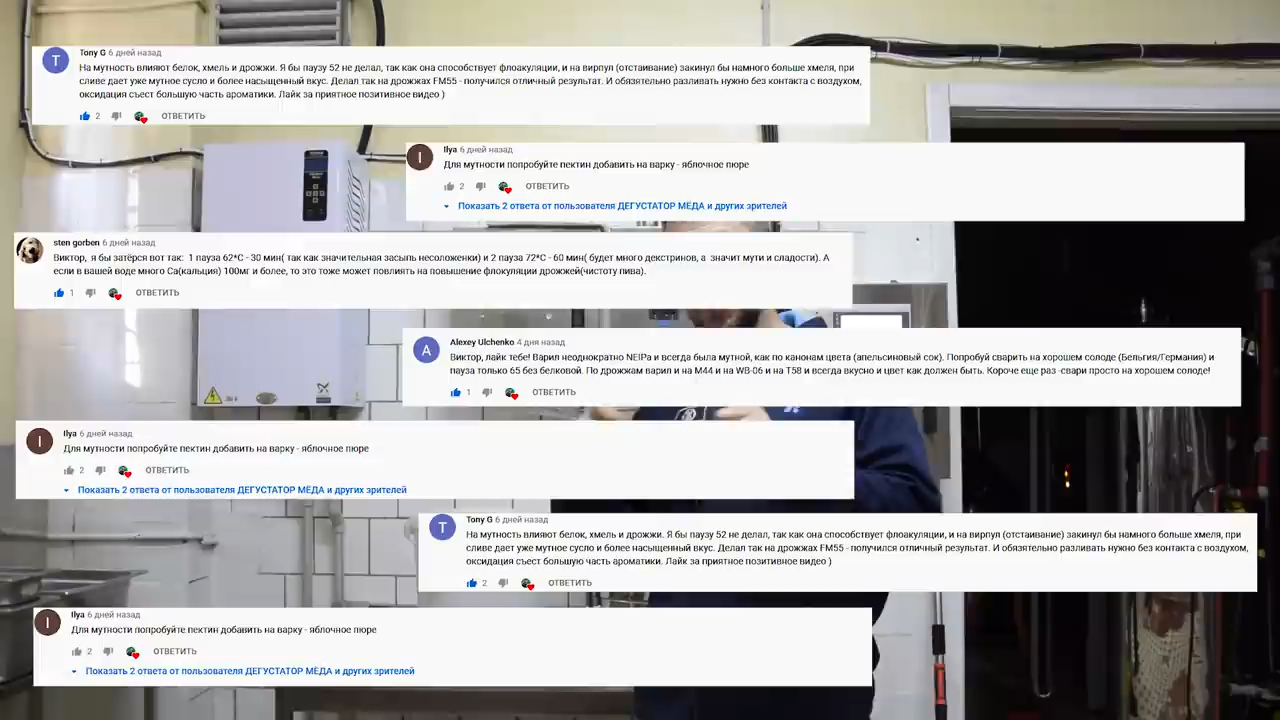 Tony G 6 дней назад
На мутность влияют белок, хмель и дрожжи. Я бы паузу 52 не делал, так как она способствует флоакуляции, и на вирпул (отстаивание) закинул бы намного больше хмеля, при
сливе дает уже мутное сусло и более насыщенный вкус. Делал так на дрожжах FM55 - получился отличный результат. И обязятельно разливать нужно без контакта с воздухом,
оксидация съест большую часть ароматики. Лайк за приятное позитивное видео )
2 ОТВЕТИТЬ
Ilya 6 дней назад
Для мутности попробуйте пектин добавить на варку - яблочное пюре
2 ОТВЕТИТЬ
Показать 2 ответа от пользователя ДЕГУСТАТОР МЁДА и других зрителей
sten gorben 6 дней назад
Виктор, я бы затёрся вот так: 1 пауза 62*С - 30 мин( так как значительная засыпь несоложенки) и 2 пауза 72*С - 60 мин( будет много декстринов, а значит мути и сладости). А
если в вашей воде много Са(кальция) 100мг и более, то это тоже может повлиять на повышение флокуляции дрожжей(чистоту пива).
1 ОТВЕТИТЬ
Alexey Ulchenko 4 дня назад
Виктор, лайк тебе! Варил неоднократно NEIPa и всегда была мутной, как по канонам цвета (апельсиновый сок). Попробуй сварить на хорошем солоде (Бельгия/Германия) и
пауза только 65 без белковой. По дрожжам варил и на М44 и на WB-06 и на Т58 и всегда вкусно и цвет как должен быть. Короче еще раз -свари просто на хорошем солоде!
1 ОТВЕТИТЬ
Ilya 6 дней назад
Для мутности попробуйте пектин добавить на варку - яблочное пюре
2 ОТВЕТИТЬ
Показать 2 ответа от пользователя ДЕГУСТАТОР МЁДА и других зрителей
Tony G 6 дней назад
На мутность влияют белок, хмель и дрожжи. Я бы паузу 52 не делал, так как она способствует флоакуляции, и на вирпул (отстаивание) закинул бы намного больше хмеля, при
сливе дает уже мутное сусло и более насыщенный вкус. Делал так на дрожжах FM55 - получился отличный результат. И обязятельно разливать нужно без контакта с воздухом,
оксидация съест большую часть ароматики. Лайк за приятное позитивное видео )
2 ОТВЕТИТЬ
Ilya 6 дней назад
Для мутности попробуйте пектин добавить на варку - яблочное пюре
2 ОТВЕТИТЬ
Показать 2 ответа от пользователя ДЕГУСТАТОР МЁДА и других зрителей